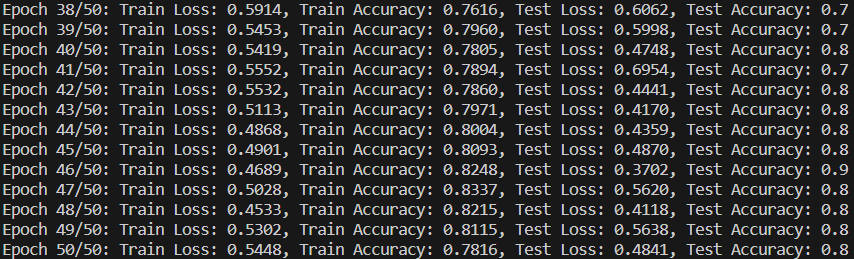 Epoch 38/50: Train Loss: 0.5914, Train Accuracy: 0.7616, Test Loss: 0.6062, Test Accuracy: 0.7
Epoch 39/50: Train Loss: 0.5453, Train Accuracy: 0.7960, Test Loss: 0.5998, Test Accuracy: 0.7
Epoch 40/50: Train Loss: 0.5419, Train Accuracy: 0.7805, Test Loss: 0.4748, Test Accuracy: 0.8
Epoch 41/50: Train Loss: 0.5552, Train Accuracy: 0.7894, Test Loss: 0.6954, Test Accuracy: 0.7
Epoch 42/50: Train Loss: 0.5532, Train Accuracy: 0.7860, Test Loss: 0.4441, Test Accuracy: 0.8
Epoch 43/50: Train Loss: 0.5113, Train Accuracy: 0.7971, Test Loss: 0.4170, Test Accuracy: 0.8
Epoch 44/50: Train Loss: 0.4868, Train Accuracy: 0.8004, Test Loss: 0.4359, Test Accuracy: 0.8
Epoch 45/50: Train Loss: 0.4901, Train Accuracy: 0.8093, Test Loss: 0.4870, Test Accuracy: 0.8
Epoch 46/50: Train Loss: 0.4689, Train Accuracy: 0.8248, Test Loss: 0.3702, Test Accuracy: 0.9
Epoch 47/50: Train Loss: 0.5028, Train Accuracy: 0.8337, Test Loss: 0.5620, Test Accuracy: 0.8
Epoch 48/50: Train Loss: 0.4533, Train Accuracy: 0.8215, Test Loss: 0.4118, Test Accuracy: 0.8
Epoch 49/50: Train Loss: 0.5302, Train Accuracy: 0.8115, Test Loss: 0.5638, Test Accuracy: 0.8
Epoch 50/50: Train Loss: 0.5448, Train Accuracy: 0.7816, Test Loss: 0.4841, Test Accuracy: 0.8